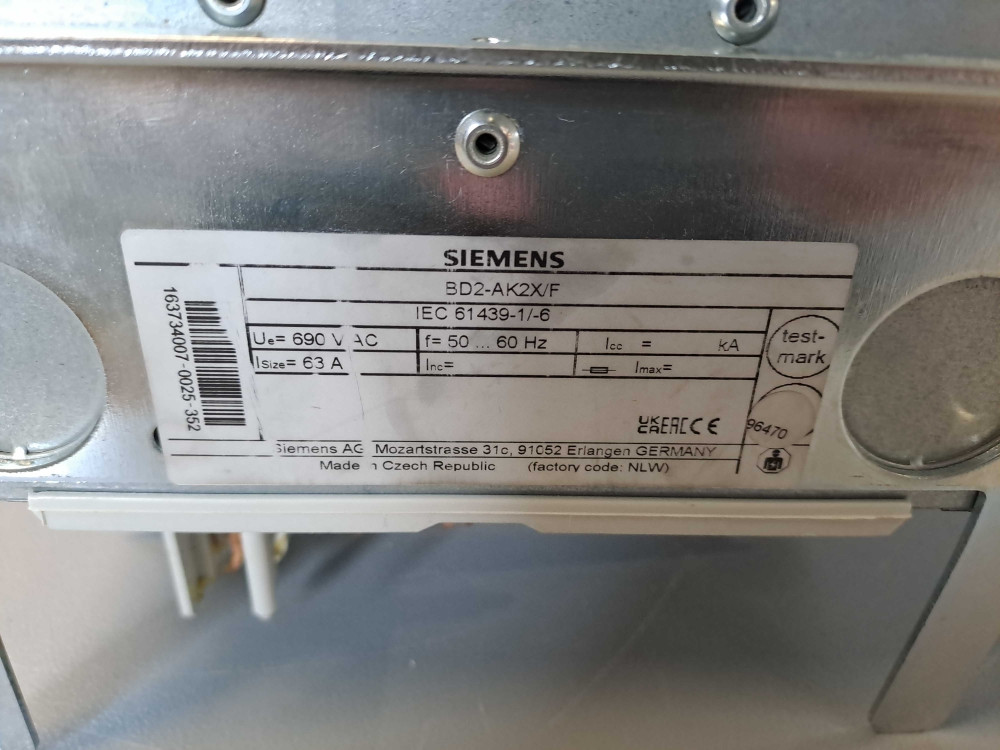 SIEMENS
BD2-AK2X/F
IEC 61439-1/-6
Ue= 690 V AC
f= 50 ... 60 Hz
Icc = kA
Isize= 63 A
Inc=
Imax=
test-
mark
96470
UK
CA EAC CE
Siemens AG Mozartstrasse 31c, 91052 Erlangen GERMANY
Made in Czech Republic (factory code: NLW)
163734007-0025-352